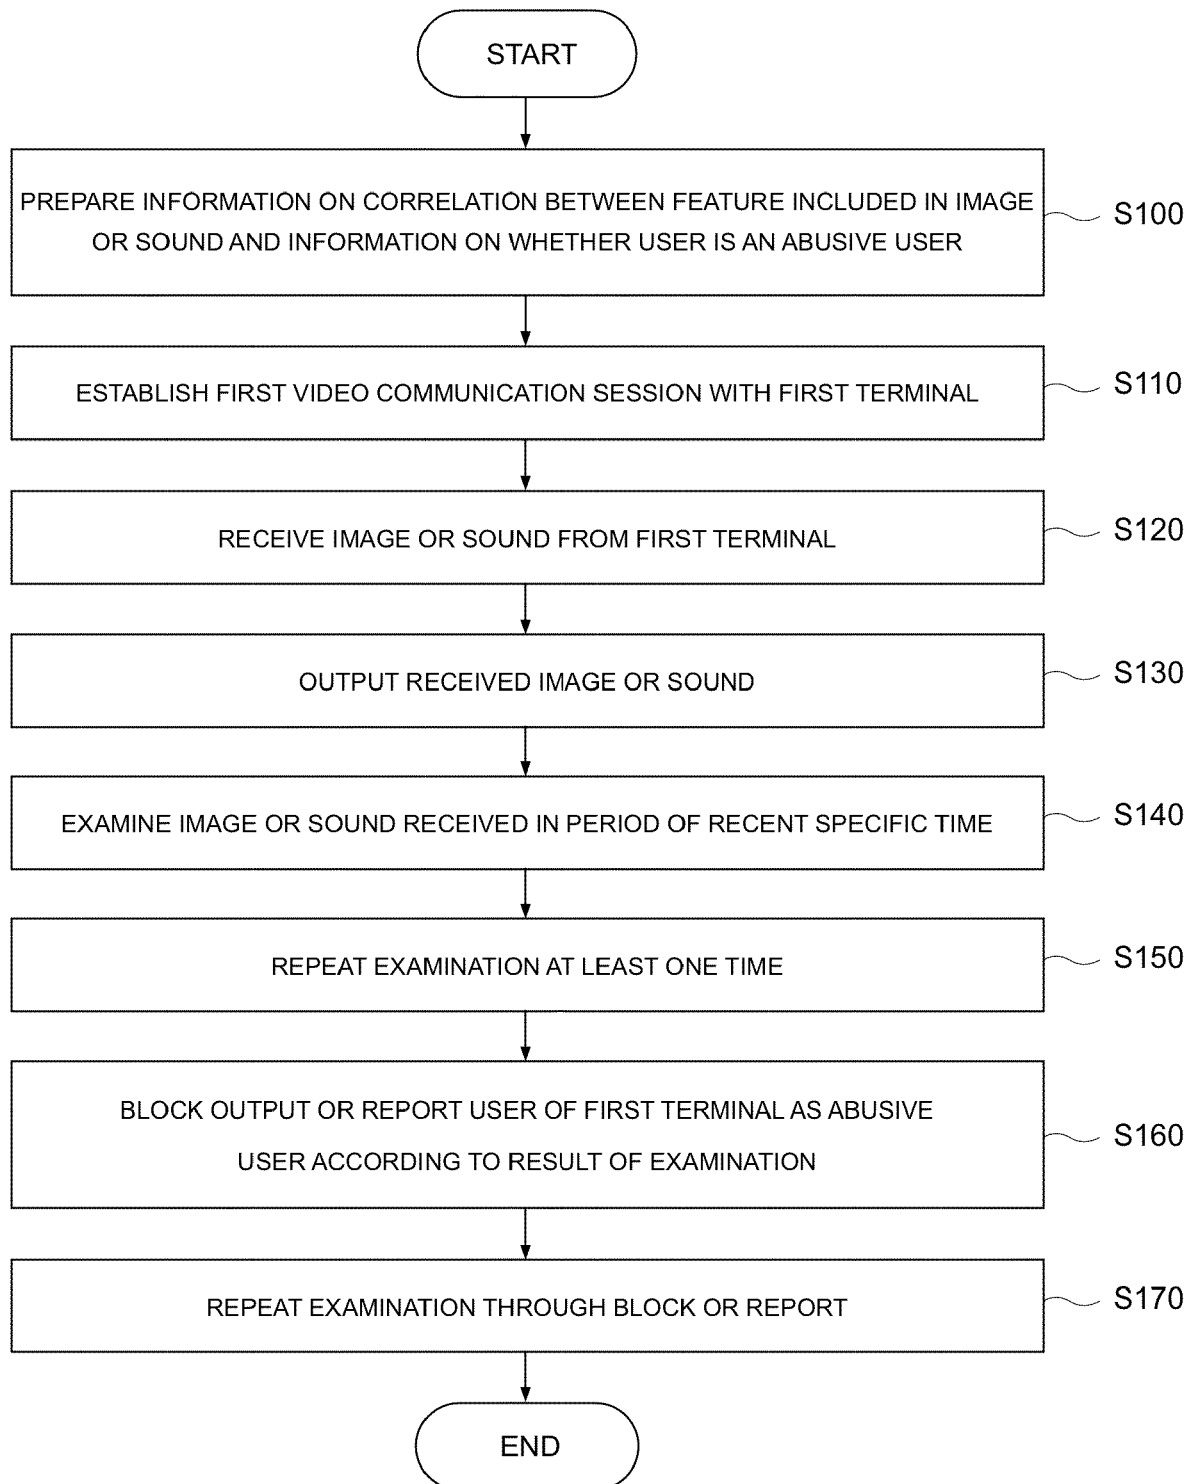 START
PREPARE INFORMATION ON CORRELATION BETWEEN FEATURE INCLUDED IN IMAGE
OR SOUND AND INFORMATION ON WHETHER USER IS AN ABUSIVE USER
S100
ESTABLISH FIRST VIDEO COMMUNICATION SESSION WITH FIRST TERMINAL
S110
RECEIVE IMAGE OR SOUND FROM FIRST TERMINAL
S120
OUTPUT RECEIVED IMAGE OR SOUND
S130
EXAMINE IMAGE OR SOUND RECEIVED IN PERIOD OF RECENT SPECIFIC TIME
S140
REPEAT EXAMINATION AT LEAST ONE TIME
S150
BLOCK OUTPUT OR REPORT USER OF FIRST TERMINAL AS ABUSIVE
USER ACCORDING TO RESULT OF EXAMINATION
S160
REPEAT EXAMINATION THROUGH BLOCK OR REPORT
S170
END